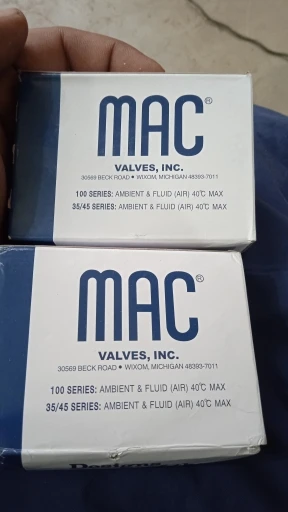 MAC®
VALVES, INC.
30569 BECK ROAD • WIXOM, MICHIGAN 48393-7011
100 SERIES: AMBIENT & FLUID (AIR) 40°C MAX
35/45 SERIES: AMBIENT & FLUID (AIR) 40°C MAX
MAC®
VALVES, INC.
30569 BECK ROAD • WIXOM, MICHIGAN 48393-7011
100 SERIES: AMBIENT & FLUID (AIR) 40°C MAX
35/45 SERIES: AMBIENT & FLUID (AIR) 40°C MAX